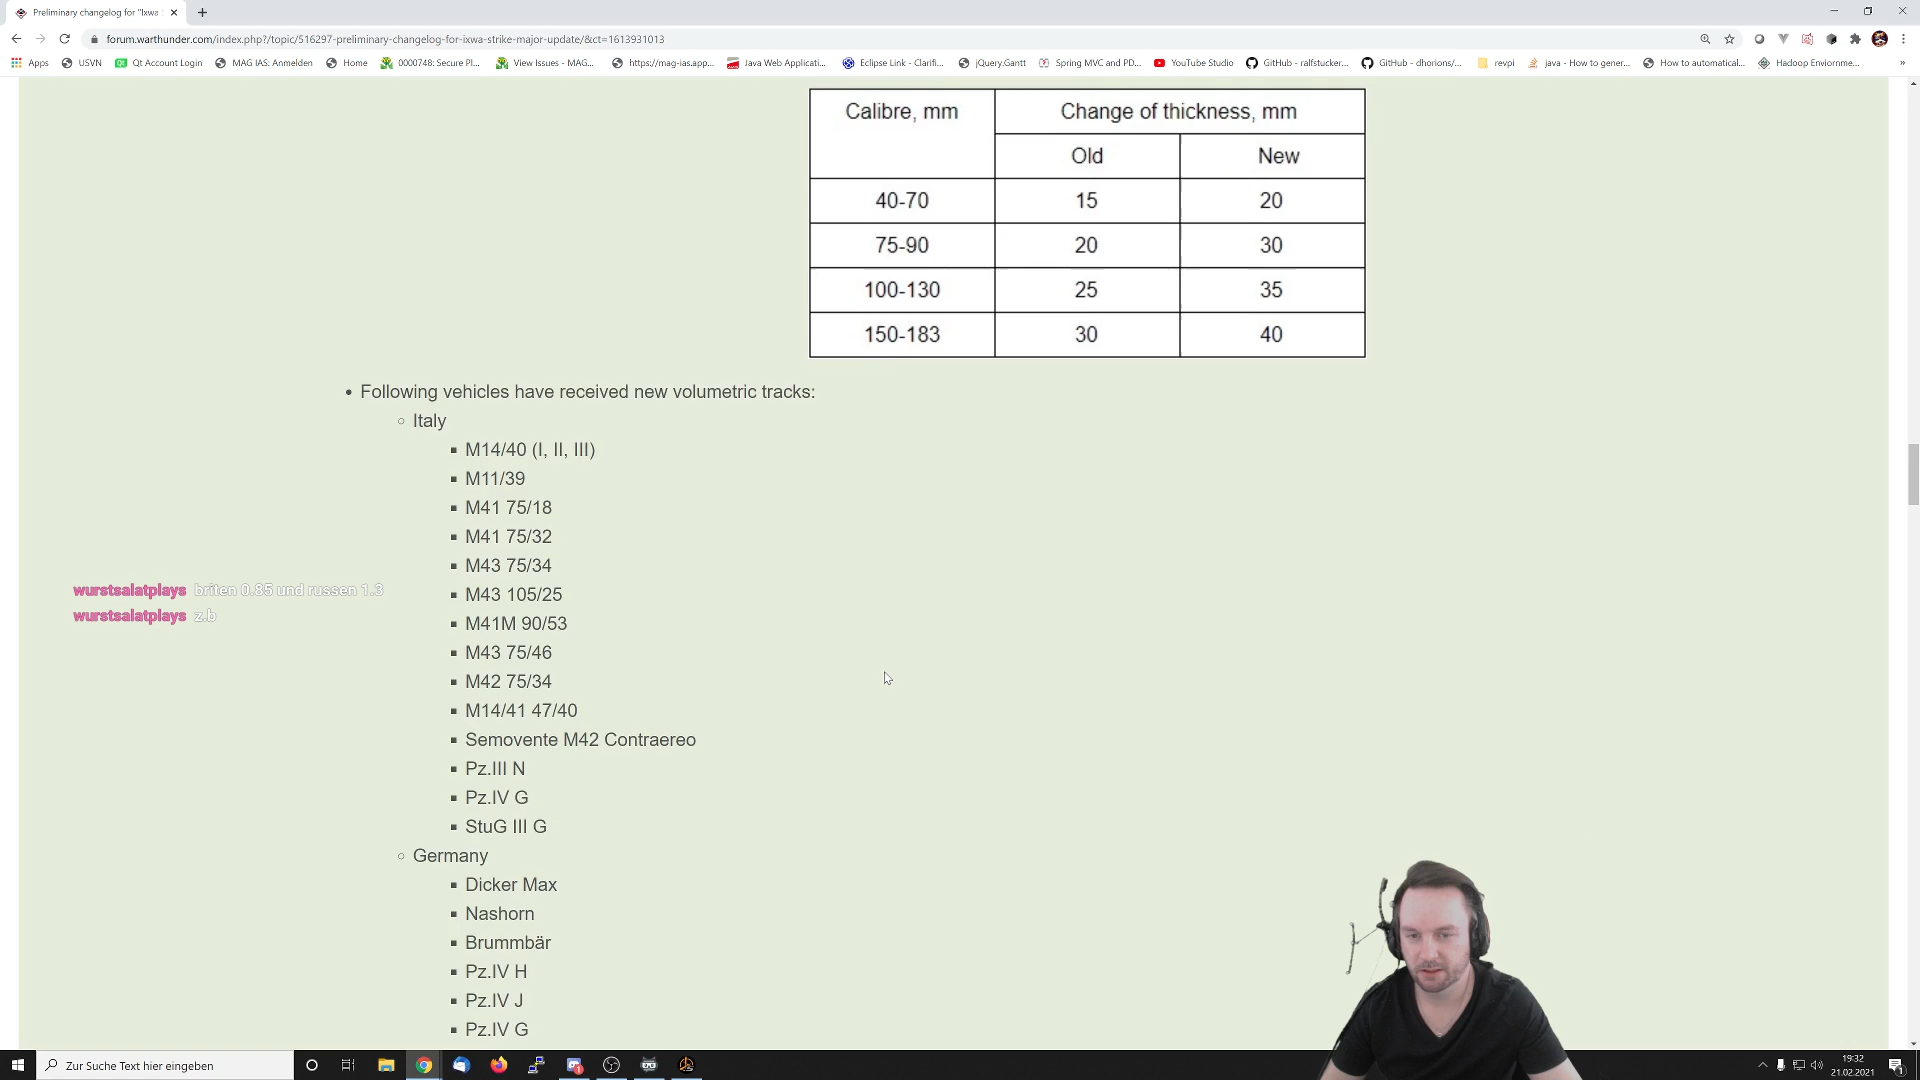 Preliminary changelog for "Ixwa
forum.warthunder.com/index.php?/topic/516297-preliminary-changelog-for-ixwa-strike-major-update/&ct=1613931013
Apps USVN Qt Account Login MAG IAS: Anmelden Home 0000748: Secure Pl... View Issues - MAG... https://mag-ias.app... Java Web Applicati... Eclipse Link - Clarifi... jQuery.Gantt Spring MVC and PD... YouTube Studio GitHub - ralfstucker... GitHub - dhorions/... revpi java - How to gener... How to automatical... Hadoop Enviornme... »
Calibre, mm Change of thickness, mm
Old New
40-70 15 20
75-90 20 30
100-130 25 35
150-183 30 40
Following vehicles have received new volumetric tracks:
Italy
M14/40 (I, II, III)
M11/39
M41 75/18
M41 75/32
M43 75/34
wurstsalatplays briten 0.85 und russen 1.3
M43 105/25
wurstsalatplays z.b
M41M 90/53
M43 75/46
M42 75/34
M14/41 47/40
Semovente M42 Contraereo
Pz.III N
Pz.IV G
StuG III G
Germany
Dicker Max
Nashorn
Brummbär
Pz.IV H
Pz.IV J
Pz.IV G
Zur Suche Text hier eingeben
19:32
21.02.2021